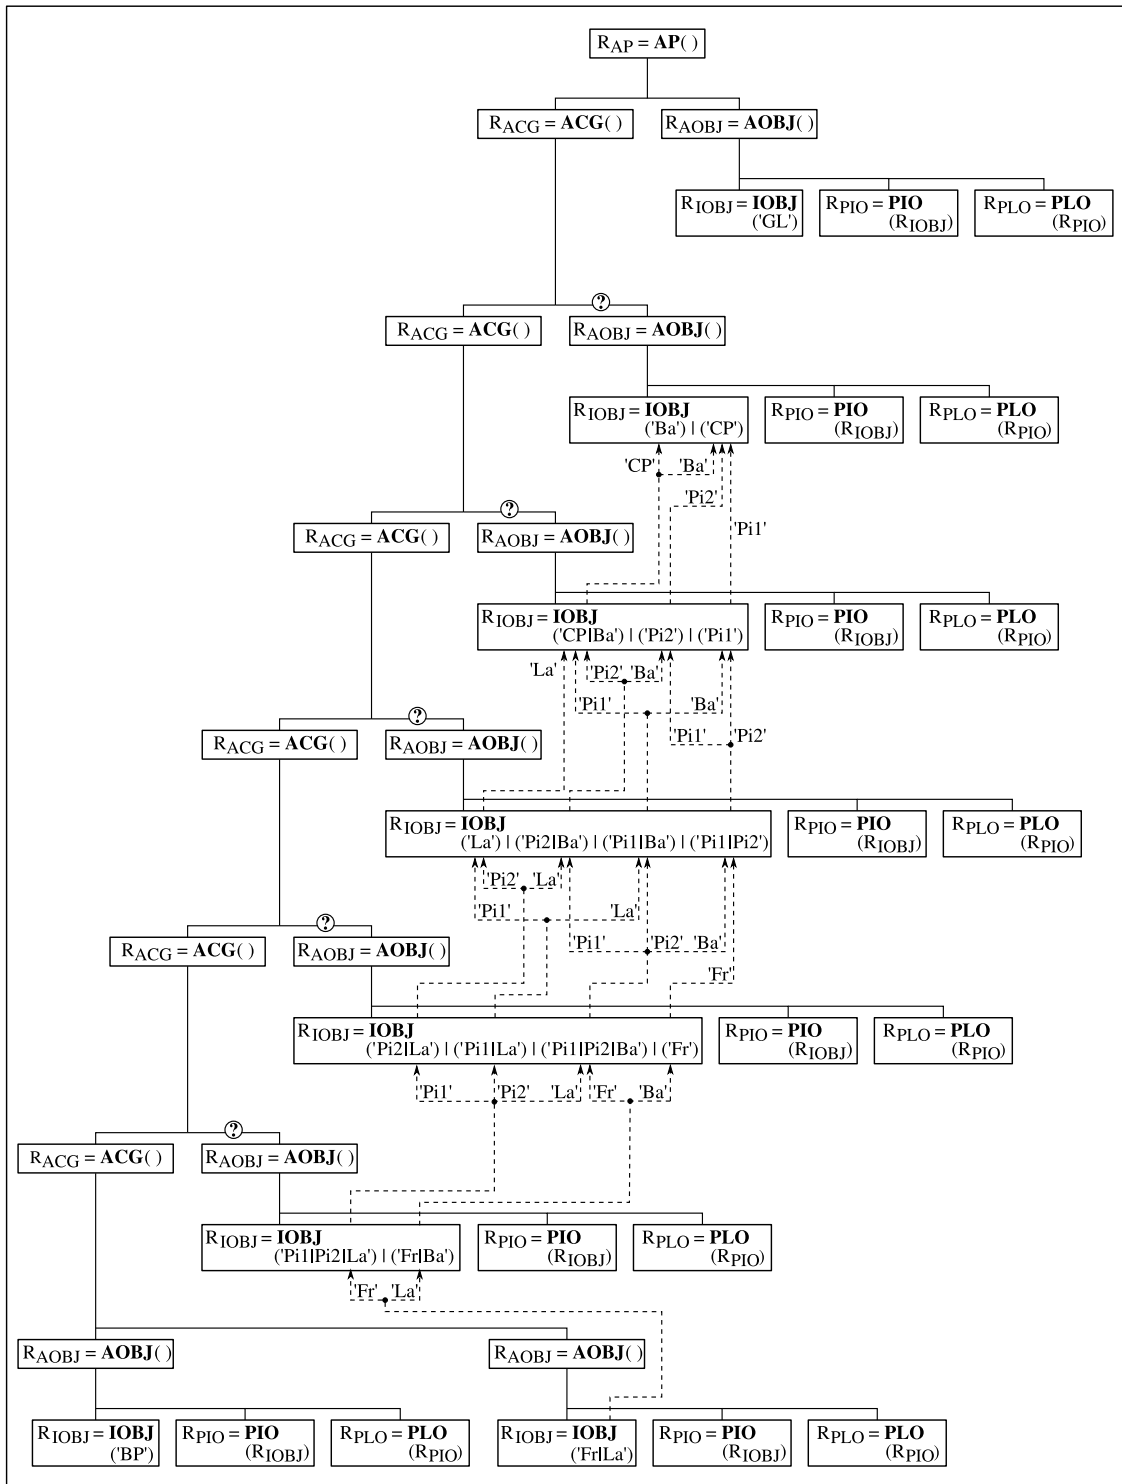 R_AP = AP( )
R_ACG = ACG( ) R_AOBJ = AOBJ( )
R_IOBJ = IOBJ R_PIO = PIO R_PLO = PLO
('GL') (R_IOBJ) (R_PIO)
?
R_ACG = ACG( ) R_AOBJ = AOBJ( )
R_IOBJ = IOBJ R_PIO = PIO R_PLO = PLO
('Ba') | ('CP') (R_IOBJ) (R_PIO)
'CP' 'Ba'
'Pi2'
?
'Pi1'
R_ACG = ACG( ) R_AOBJ = AOBJ( )
R_IOBJ = IOBJ R_PIO = PIO R_PLO = PLO
('CP|Ba') | ('Pi2') | ('Pi1') (R_IOBJ) (R_PIO)
'La' 'Pi2' 'Ba'
'Pi1' 'Ba'
?
'Pi1' 'Pi2'
R_ACG = ACG( ) R_AOBJ = AOBJ( )
R_IOBJ = IOBJ R_PIO = PIO R_PLO = PLO
('La') | ('Pi2|Ba') | ('Pi1|Ba') | ('Pi1|Pi2') (R_IOBJ) (R_PIO)
'Pi2' 'La'
'Pi1' 'La'
?
'Pi1' 'Pi2' 'Ba'
R_ACG = ACG( ) R_AOBJ = AOBJ( )
'Fr'
R_IOBJ = IOBJ R_PIO = PIO R_PLO = PLO
('Pi2|La') | ('Pi1|La') | ('Pi1|Pi2|Ba') | ('Fr') (R_IOBJ) (R_PIO)
'Pi1' 'Pi2' 'La' 'Fr' 'Ba'
?
R_ACG = ACG( ) R_AOBJ = AOBJ( )
R_IOBJ = IOBJ R_PIO = PIO R_PLO = PLO
('Pi1|Pi2|La') | ('Fr|Ba') (R_IOBJ) (R_PIO)
'Fr' 'La'
R_AOBJ = AOBJ( ) R_AOBJ = AOBJ( )
R_IOBJ = IOBJ R_PIO = PIO R_PLO = PLO R_IOBJ = IOBJ R_PIO = PIO R_PLO = PLO
('BP') (R_IOBJ) (R_PIO) ('Fr|La') (R_IOBJ) (R_PIO)